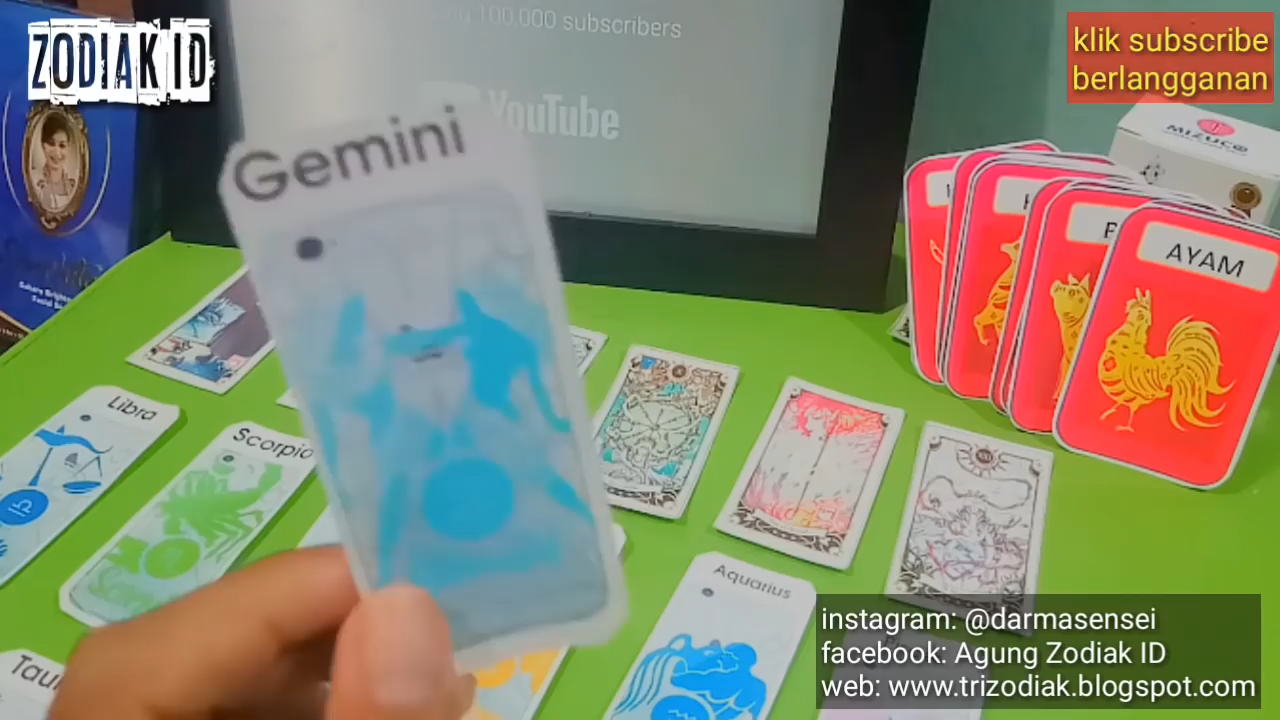 ZODIAK ID
klik subscribe
berlangganan
100,000 subscribers
YouTube
Gemini
MIZUCO
AYAM
Libra
Scorpio
Aquarius
instagram: @darmasensei
facebook: Agung Zodiak ID
web: www.trizodiak.blogspot.com